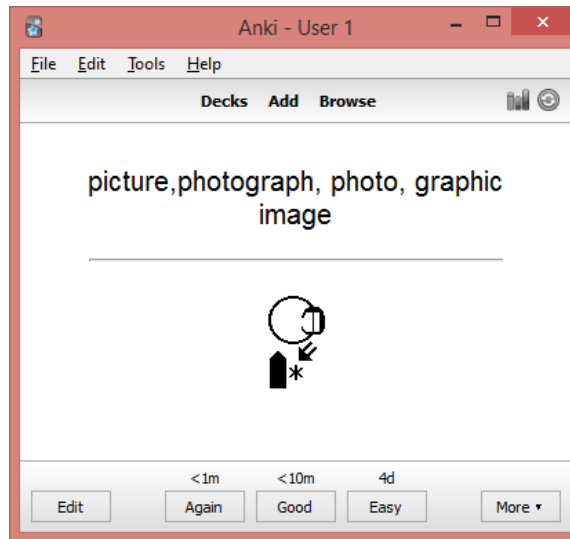 Anki - User 1
File Edit Tools Help
Decks Add Browse
picture,photograph, photo, graphic
image
<1m <10m 4d
Edit Again Good Easy More ▾